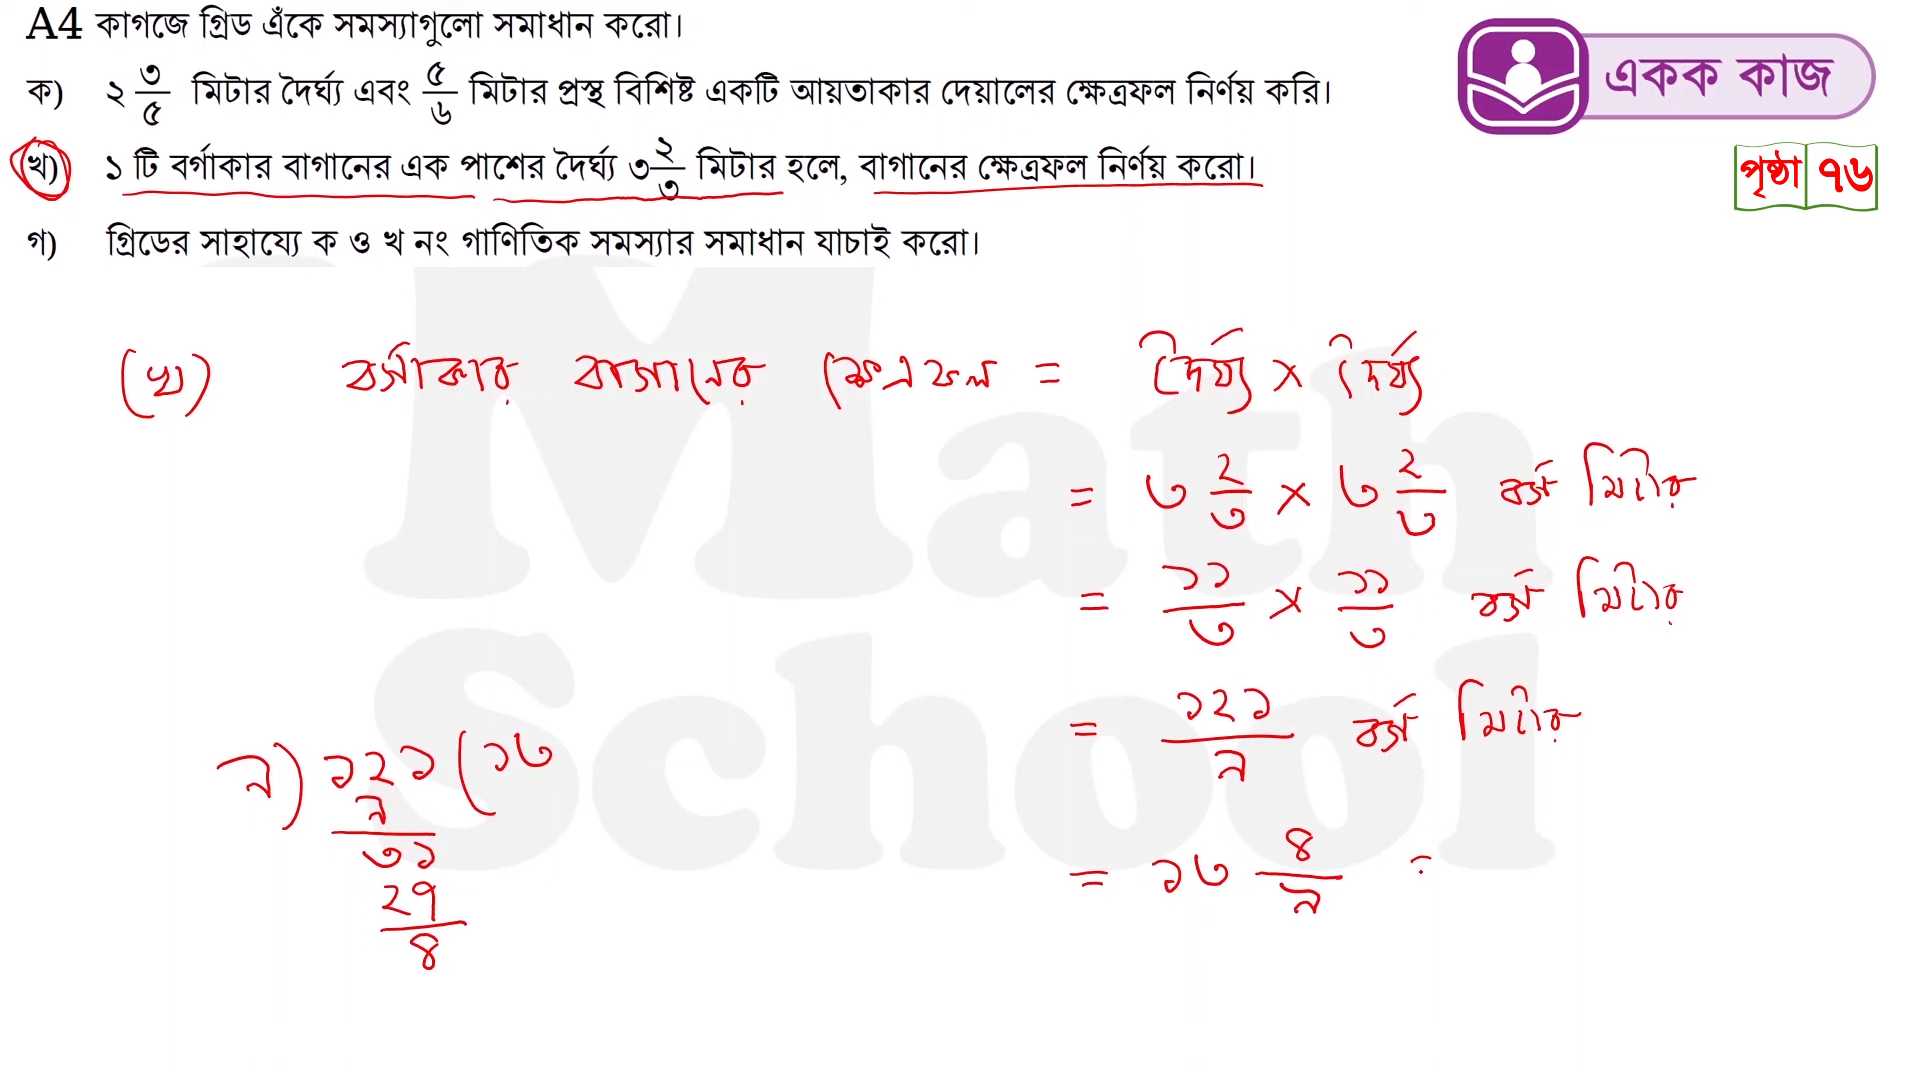 A4 কাগজে গ্রিড এঁকে সমস্যাগুলো সমাধান করো।
একক কাজ
ক) ২ ৩/৫ মিটার দৈর্ঘ্য এবং ৫/৬ মিটার প্রস্থ বিশিষ্ট একটি আয়তাকার দেয়ালের ক্ষেত্রফল নির্ণয় করি।
খ) ১ টি বর্গাকার বাগানের এক পাশের দৈর্ঘ্য ৩ ২/৩ মিটার হলে, বাগানের ক্ষেত্রফল নির্ণয় করো।
পৃষ্ঠা ৭৬
গ) গ্রিডের সাহায্যে ক ও খ নং গাণিতিক সমস্যার সমাধান যাচাই করো।
Math
School
(খ) বর্গাকার বাগানের ক্ষেত্রফল = দৈর্ঘ্য × দৈর্ঘ্য
= ৩ ২/৩ × ৩ ২/৩ বর্গ মিটার
= ১১/৩ × ১১/৩ বর্গ মিটার
= ১২১/৯ বর্গ মিটার
৯) ১২১ (১৩
৯
৩১
২৭
৪
= ১৩ ৪/৯